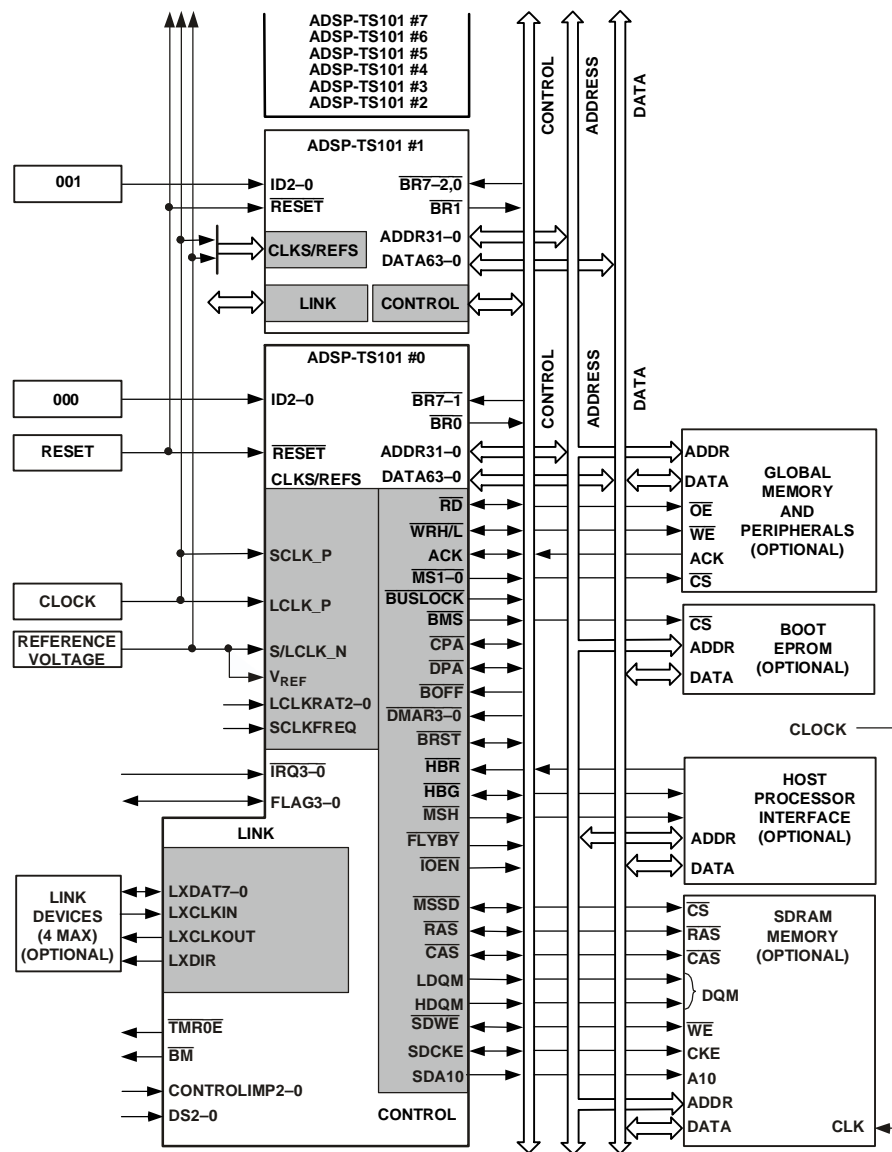 ADSP-TS101 #7
ADSP-TS101 #6
ADSP-TS101 #5
ADSP-TS101 #4
ADSP-TS101 #3
ADSP-TS101 #2
CONTROL
ADDRESS
DATA
ADSP-TS101 #1
001
ID2–0
BR7–2,0
RESET
BR1
ADDR31–0
CLKS/REFS
DATA63–0
LINK
CONTROL
ADSP-TS101 #0
CONTROL
ADDRESS
DATA
000
ID2–0
BR7–1
BR0
RESET
RESET
ADDR31–0
CLKS/REFS
DATA63–0
RD
WRH/L
SCLK_P
ACK
MS1–0
CLOCK
LCLK_P
BUSLOCK
BMS
REFERENCE
VOLTAGE
S/LCLK_N
CPA
VREF
DPA
LCLKRAT2–0
BOFF
SCLKFREQ
DMAR3–0
BRST
IRQ3–0
HBR
FLAG3–0
HBG
MSH
LINK
FLYBY
IOEN
LINK
DEVICES
(4 MAX)
(OPTIONAL)
LXDAT7–0
LXCLKIN
LXCLKOUT
LXDIR
MSSD
RAS
CAS
LDQM
HDQM
TMR0E
SDWE
BM
SDCKE
SDA10
CONTROLIMP2–0
DS2–0
CONTROL
ADDR
DATA
OE
WE
ACK
CS
GLOBAL
MEMORY
AND
PERIPHERALS
(OPTIONAL)
CS
ADDR
DATA
BOOT
EPROM
(OPTIONAL)
CLOCK
HOST
PROCESSOR
INTERFACE
(OPTIONAL)
ADDR
DATA
CS
RAS
CAS
SDRAM
MEMORY
(OPTIONAL)
DQM
WE
CKE
A10
ADDR
DATA
CLK